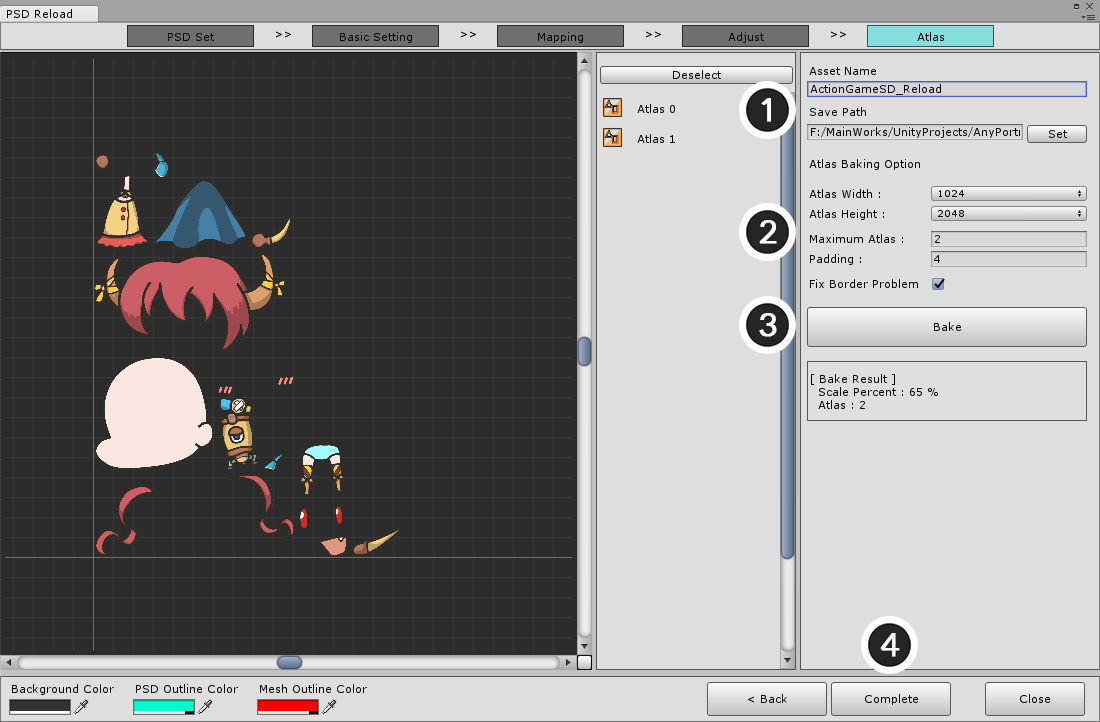 PSD Reload
PSD Set >> Basic Setting >> Mapping >> Adjust >> Atlas
Deselect
Atlas 0
Atlas 1
1
Asset Name
ActionGameSD_Reload
Save Path
F:/MainWorks/UnityProjects/AnyPortr Set
Atlas Baking Option
Atlas Width : 1024
Atlas Height : 2048
2
Maximum Atlas : 2
Padding : 4
Fix Border Problem
3
Bake
[ Bake Result ]
Scale Percent : 65 %
Atlas : 2
4
Background Color PSD Outline Color Mesh Outline Color
< Back Complete Close